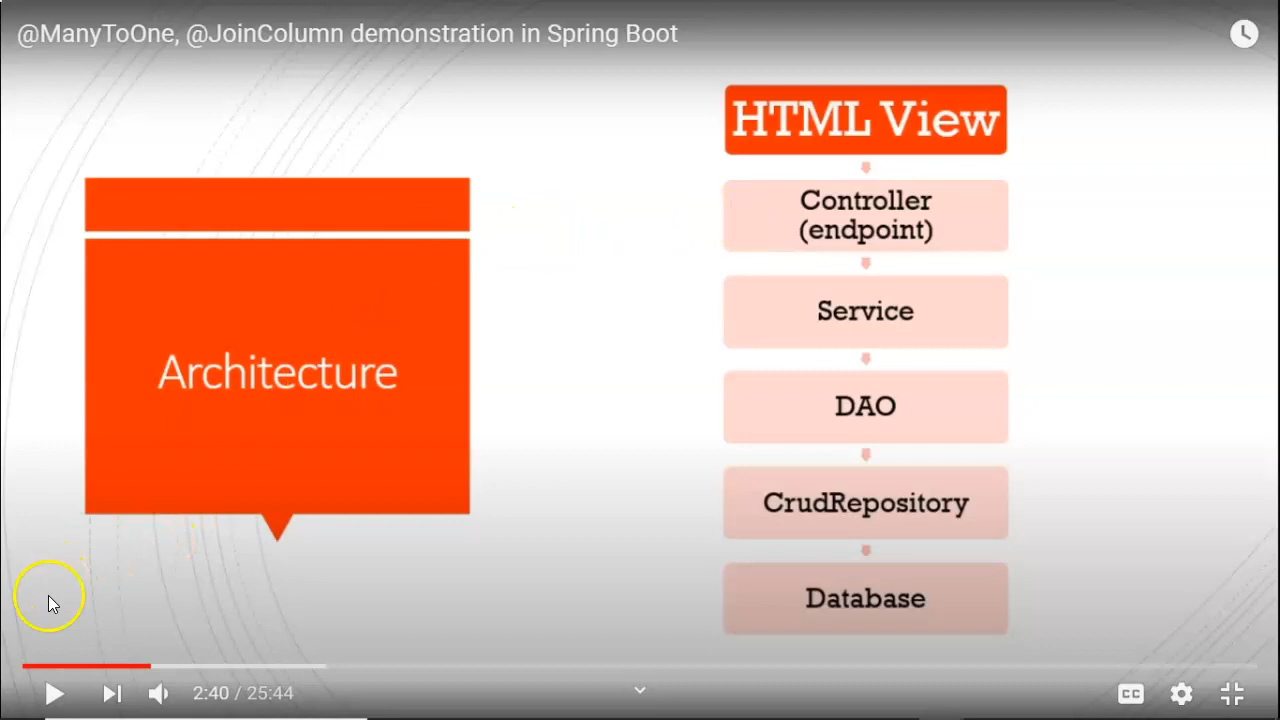 @ManyToOne, @JoinColumn demonstration in Spring Boot
HTML View
Controller
(endpoint)
Service
Architecture
DAO
CrudRepository
Database
2:40 / 25:44
CC